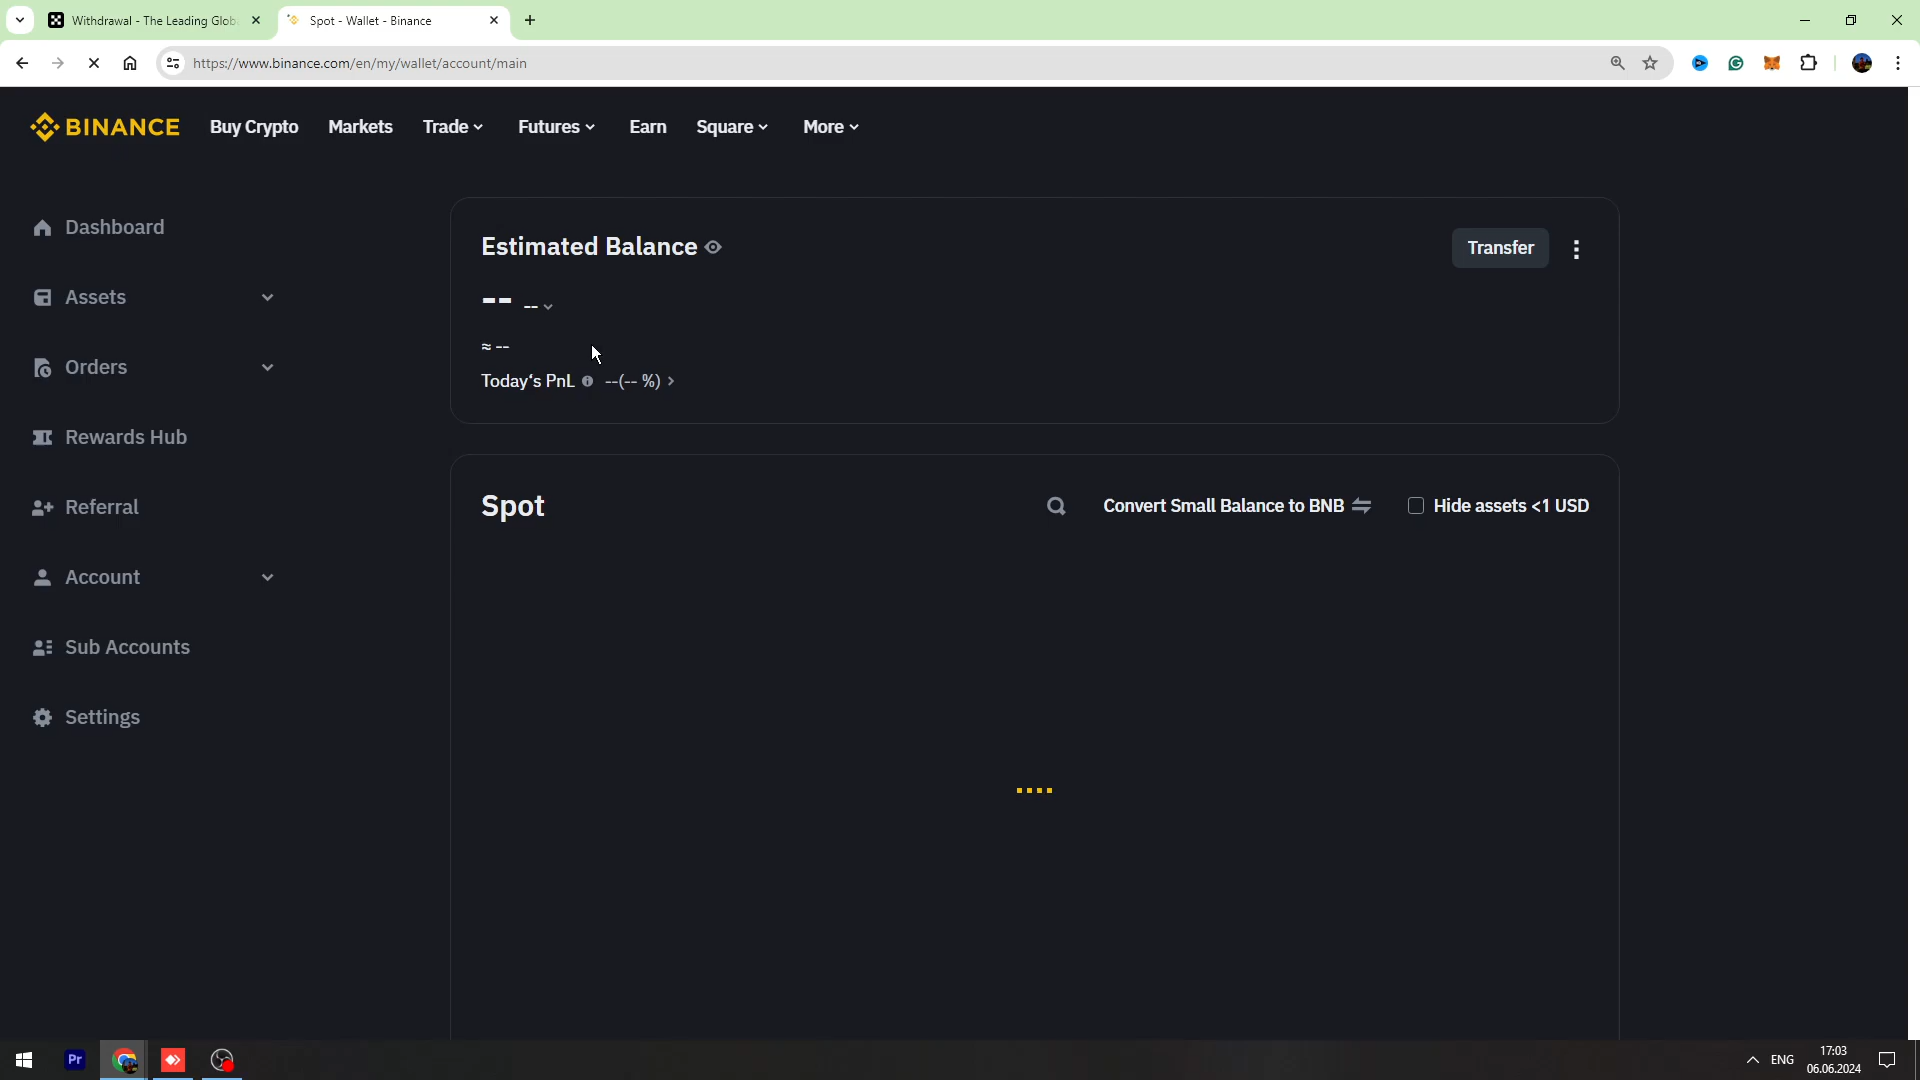 Withdrawal - The Leading Glob
Spot - Wallet - Binance
https://www.binance.com/en/my/wallet/account/main
BINANCE
Buy Crypto
Markets
Trade
Futures
Earn
Square
More
Dashboard
Assets
Orders
Rewards Hub
Referral
Account
Sub Accounts
Settings
Estimated Balance
Transfer
-- --
≈ --
Today's PnL --(-- %)
Spot
Convert Small Balance to BNB
Hide assets <1 USD
Pr
ENG
17:03
06.06.2024